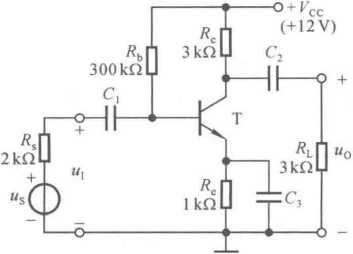 +V_CC
(+12 V)
R_c
3 kΩ
C_2
R_b
300 kΩ
C_1
T
+
+
R_s
2 kΩ
+
u_S
−
u_I
R_L
3 kΩ
u_O
R_e
1 kΩ
C_3
−
−